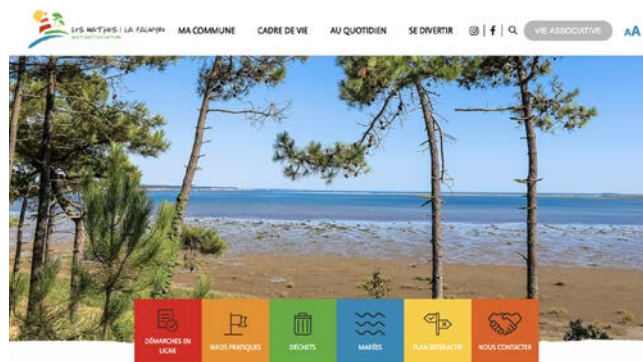 LES MATHES | LA PALMYRE
MA COMMUNE
CADRE DE VIE
AU QUOTIDIEN
SE DIVERTIR
VIE ASSOCIATIVE
AA
DÉMARCHES EN
LIGNE
INFOS PRATIQUES
DÉCHETS
MARÉES
PLAN INTERACTIF
NOUS CONTACTER